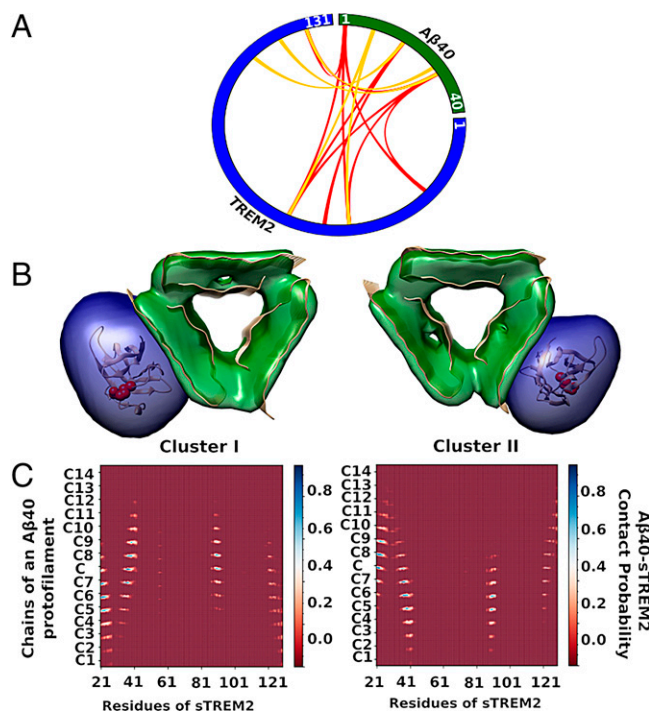 A
131
1
Aβ40
40
1
TREM2
B
Cluster I
Cluster II
C
Chains of an Aβ40
protofilament
C14
C13
C12
C11
C10
C9
C8
C
C7
C6
C5
C4
C3
C2
C1
21 41 61 81 101 121
Residues of sTREM2
0.8
0.6
0.4
0.2
0.0
C14
C13
C12
C11
C10
C9
C8
C
C7
C6
C5
C4
C3
C2
C1
21 41 61 81 101 121
Residues of sTREM2
0.8
0.6
0.4
0.2
0.0
Aβ40-sTREM2
Contact Probability